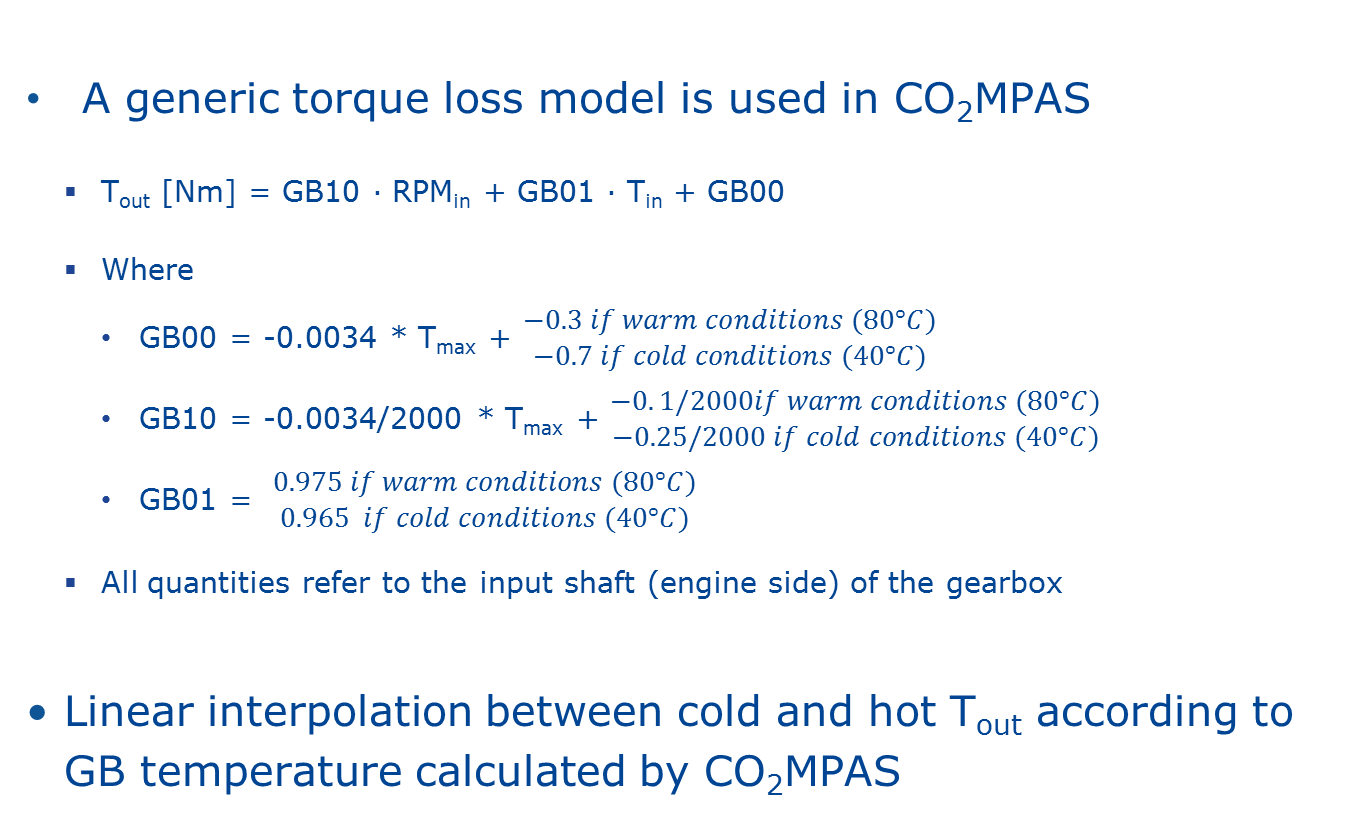 • A generic torque loss model is used in CO₂MPAS
▪ Tout [Nm] = GB10 · RPMin + GB01 · Tin + GB00
▪ Where
• GB00 = -0.0034 * Tmax + −0.3 if warm conditions (80°C)
−0.7 if cold conditions (40°C)
• GB10 = -0.0034/2000 * Tmax + −0.1/2000if warm conditions (80°C)
−0.25/2000 if cold conditions (40°C)
• GB01 = 0.975 if warm conditions (80°C)
0.965 if cold conditions (40°C)
▪ All quantities refer to the input shaft (engine side) of the gearbox
• Linear interpolation between cold and hot Tout according to
GB temperature calculated by CO₂MPAS